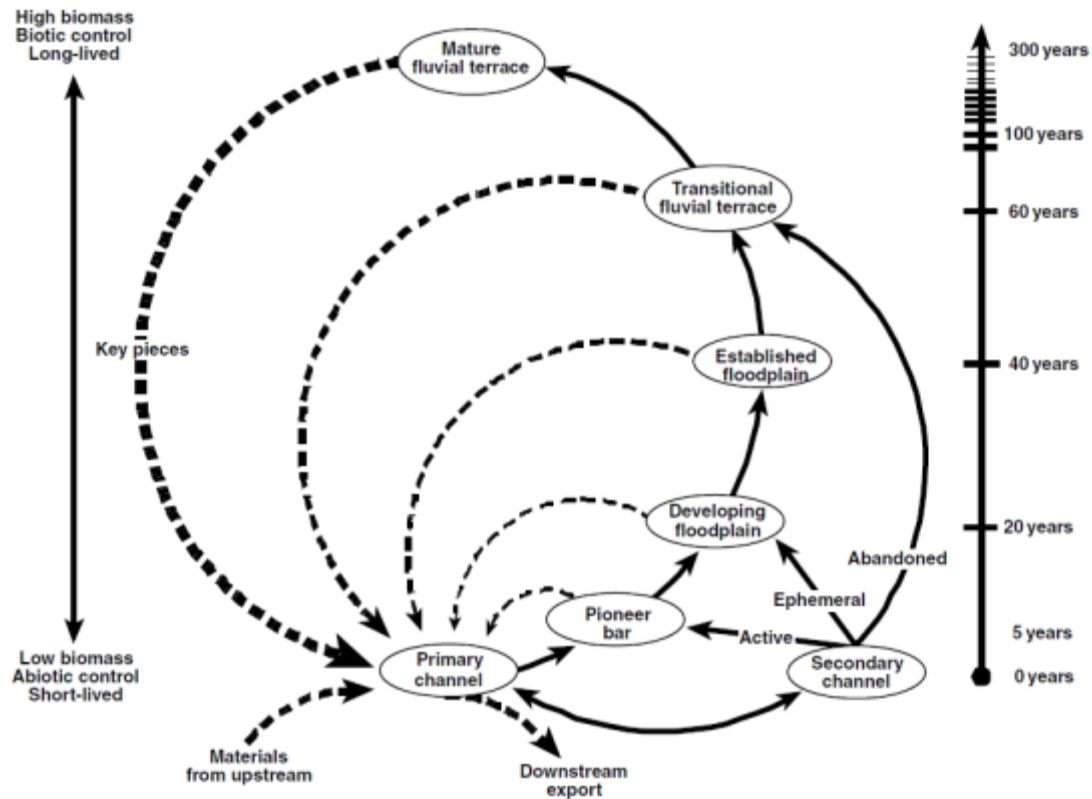 High biomass
Biotic control
Long-lived
Mature
fluvial terrace
300 years
100 years
Transitional
fluvial terrace
60 years
Key pieces
Established
floodplain
40 years
Developing
floodplain
20 years
Abandoned
Ephemeral
Pioneer
bar
Active
5 years
Low biomass
Abiotic control
Short-lived
Primary
channel
Secondary
channel
0 years
Materials
from upstream
Downstream
export